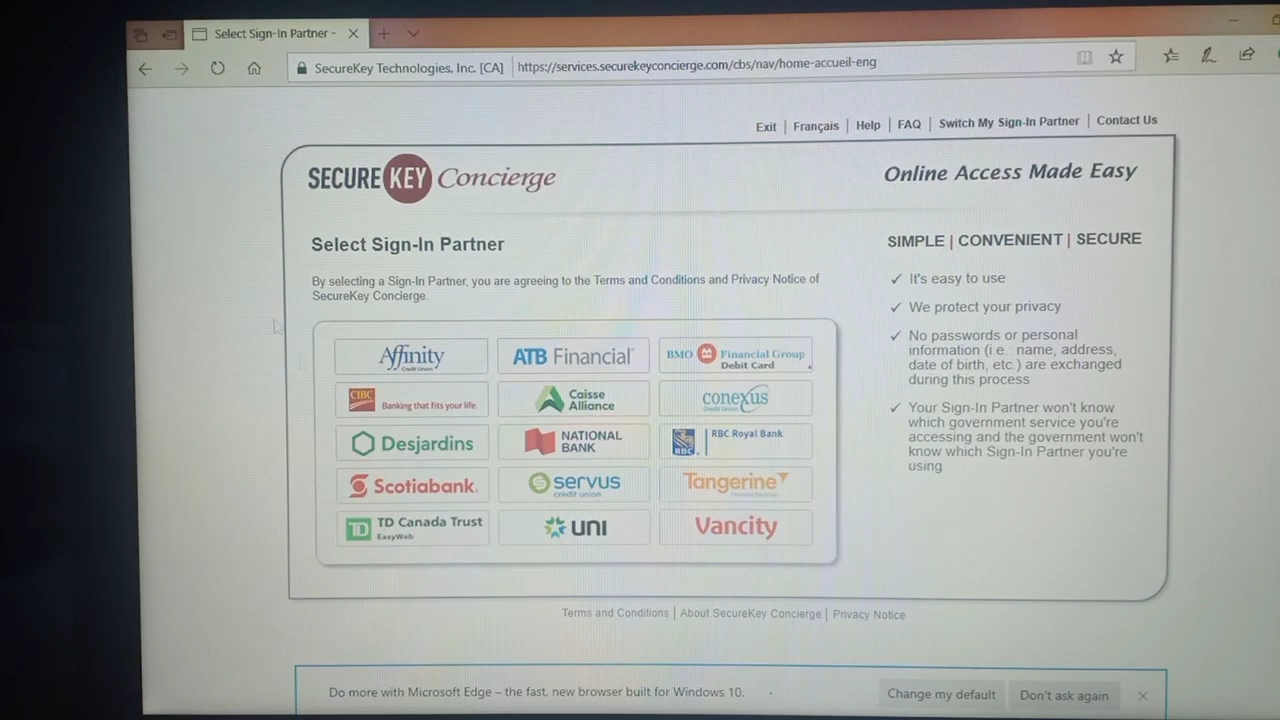 Select Sign-In Partner -
SecureKey Technologies, Inc. [CA]
https://services.securekeyconcierge.com/cbs/nav/home-accueil-eng
Exit | Français | Help | FAQ | Switch My Sign-In Partner | Contact Us
SECUREKEY Concierge
Online Access Made Easy
Select Sign-In Partner
By selecting a Sign-In Partner, you are agreeing to the Terms and Conditions and Privacy Notice of
SecureKey Concierge.
Affinity
Credit Union
ATB Financial
BMO Financial Group
Debit Card
CIBC Banking that fits your life.
Caisse
Alliance
conexus
Credit Union
Desjardins
NATIONAL
BANK
RBC
RBC Royal Bank
Scotiabank
servus
credit union
Tangerine
TD
TD Canada Trust
EasyWeb
UNI
Vancity
SIMPLE | CONVENIENT | SECURE
✓ It's easy to use
✓ We protect your privacy
✓ No passwords or personal
information (i.e. name, address,
date of birth, etc.) are exchanged
during this process
✓ Your Sign-In Partner won't know
which government service you're
accessing and the government won't
know which Sign-In Partner you're
using
Terms and Conditions | About SecureKey Concierge | Privacy Notice
Do more with Microsoft Edge – the fast, new browser built for Windows 10.
Change my default
Don't ask again